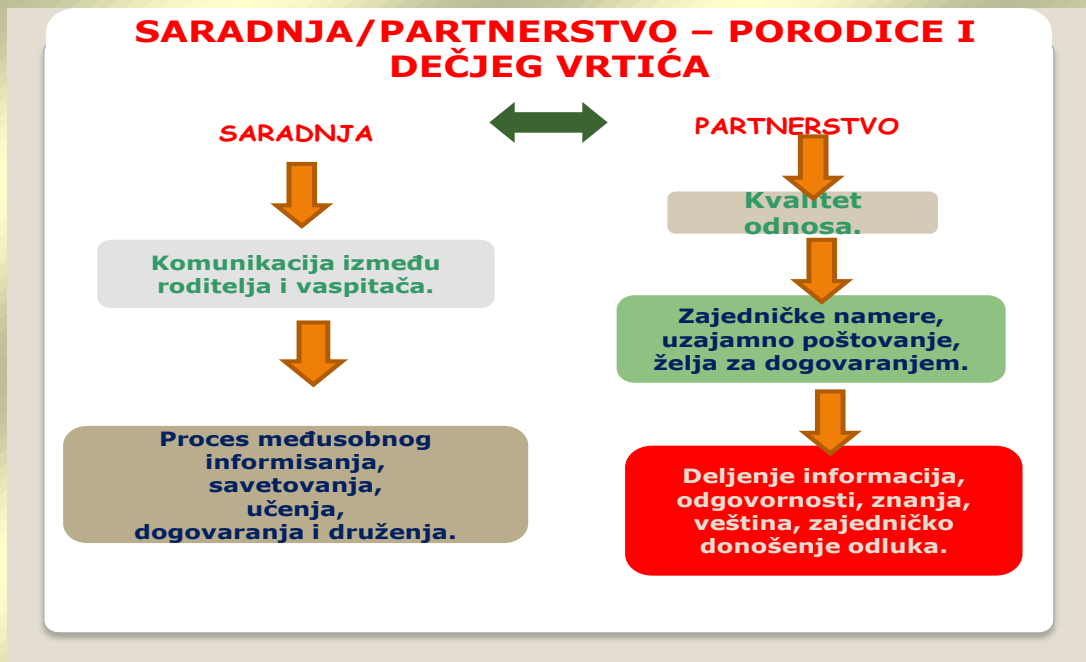 SARADNJA/PARTNERSTVO – PORODICE I
DEČJEG VRTIĆA
SARADNJA
Komunikacija između
roditelja i vaspitača.
Proces međusobnog
informisanja,
savetovanja,
učenja,
dogovaranja i druženja.
PARTNERSTVO
Kvalitet
odnosa.
Zajedničke namere,
uzajamno poštovanje,
želja za dogovaranjem.
Deljenje informacija,
odgovornosti, znanja,
veština, zajedničko
donošenje odluka.